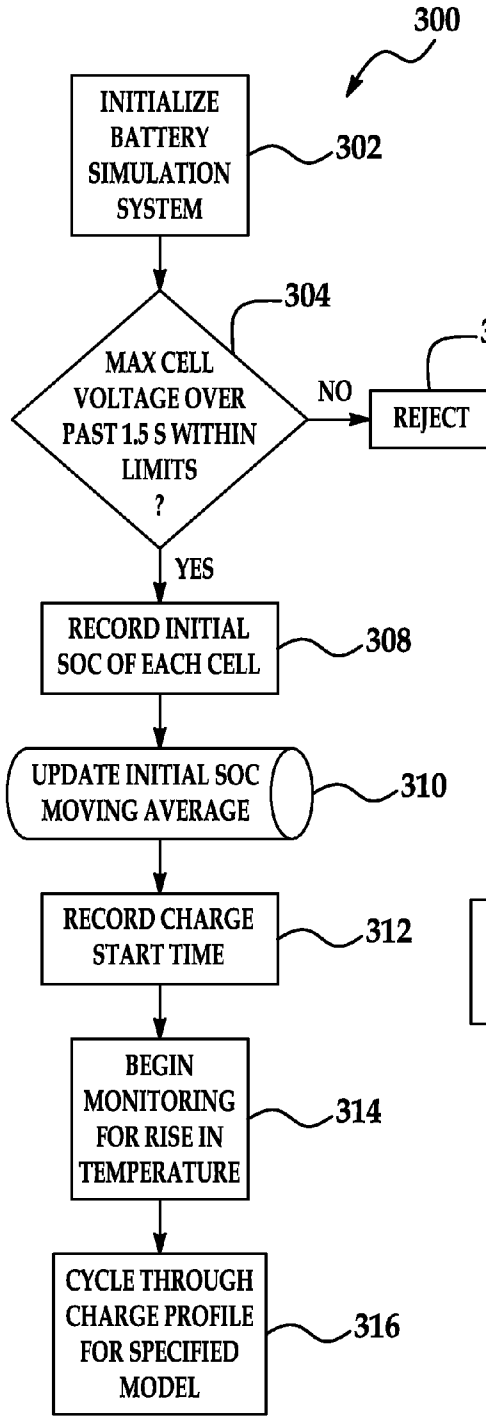 300
INITIALIZE
BATTERY
SIMULATION
SYSTEM
302
304
MAX CELL
VOLTAGE OVER
PAST 1.5 S WITHIN
LIMITS
?
NO
REJECT
YES
RECORD INITIAL
SOC OF EACH CELL
308
UPDATE INITIAL SOC
MOVING AVERAGE
310
RECORD CHARGE
START TIME
312
BEGIN
MONITORING
FOR RISE IN
TEMPERATURE
314
CYCLE THROUGH
CHARGE PROFILE
FOR SPECIFIED
MODEL
316